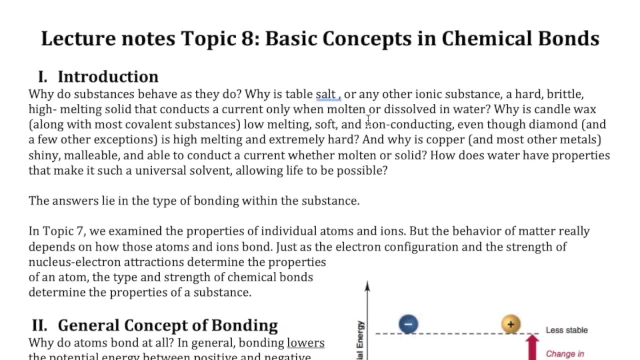 Lecture notes Topic 8: Basic Concepts in Chemical Bonds
I. Introduction
Why do substances behave as they do? Why is table salt , or any other ionic substance, a hard, brittle,
high- melting solid that conducts a current only when molten or dissolved in water? Why is candle wax
(along with most covalent substances) low melting, soft, and non-conducting, even though diamond (and
a few other exceptions) is high melting and extremely hard? And why is copper (and most other metals)
shiny, malleable, and able to conduct a current whether molten or solid? How does water have properties
that make it such a universal solvent, allowing life to be possible?
The answers lie in the type of bonding within the substance.
In Topic 7, we examined the properties of individual atoms and ions. But the behavior of matter really
depends on how those atoms and ions bond. Just as the electron configuration and the strength of
nucleus-electron attractions determine the properties
of an atom, the type and strength of chemical bonds
determine the properties of a substance.
II. General Concept of Bonding
Why do atoms bond at all? In general, bonding lowers
the potential energy between positive and negative
− +
Less stable
Change in
Energy